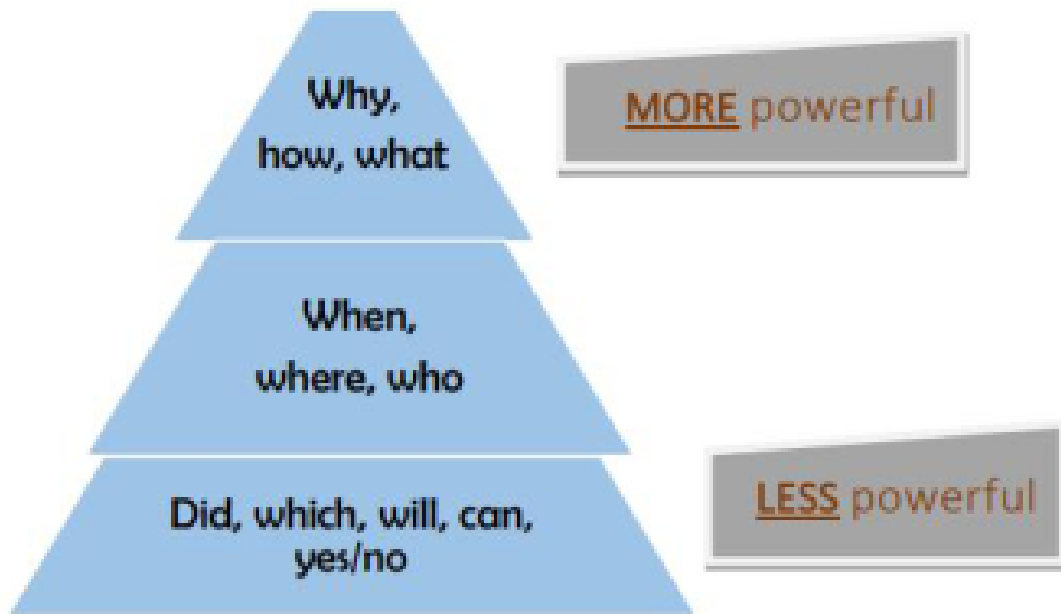 Why,
how, what
MORE powerful
When,
where, who
Did, which, will, can,
yes/no
LESS powerful